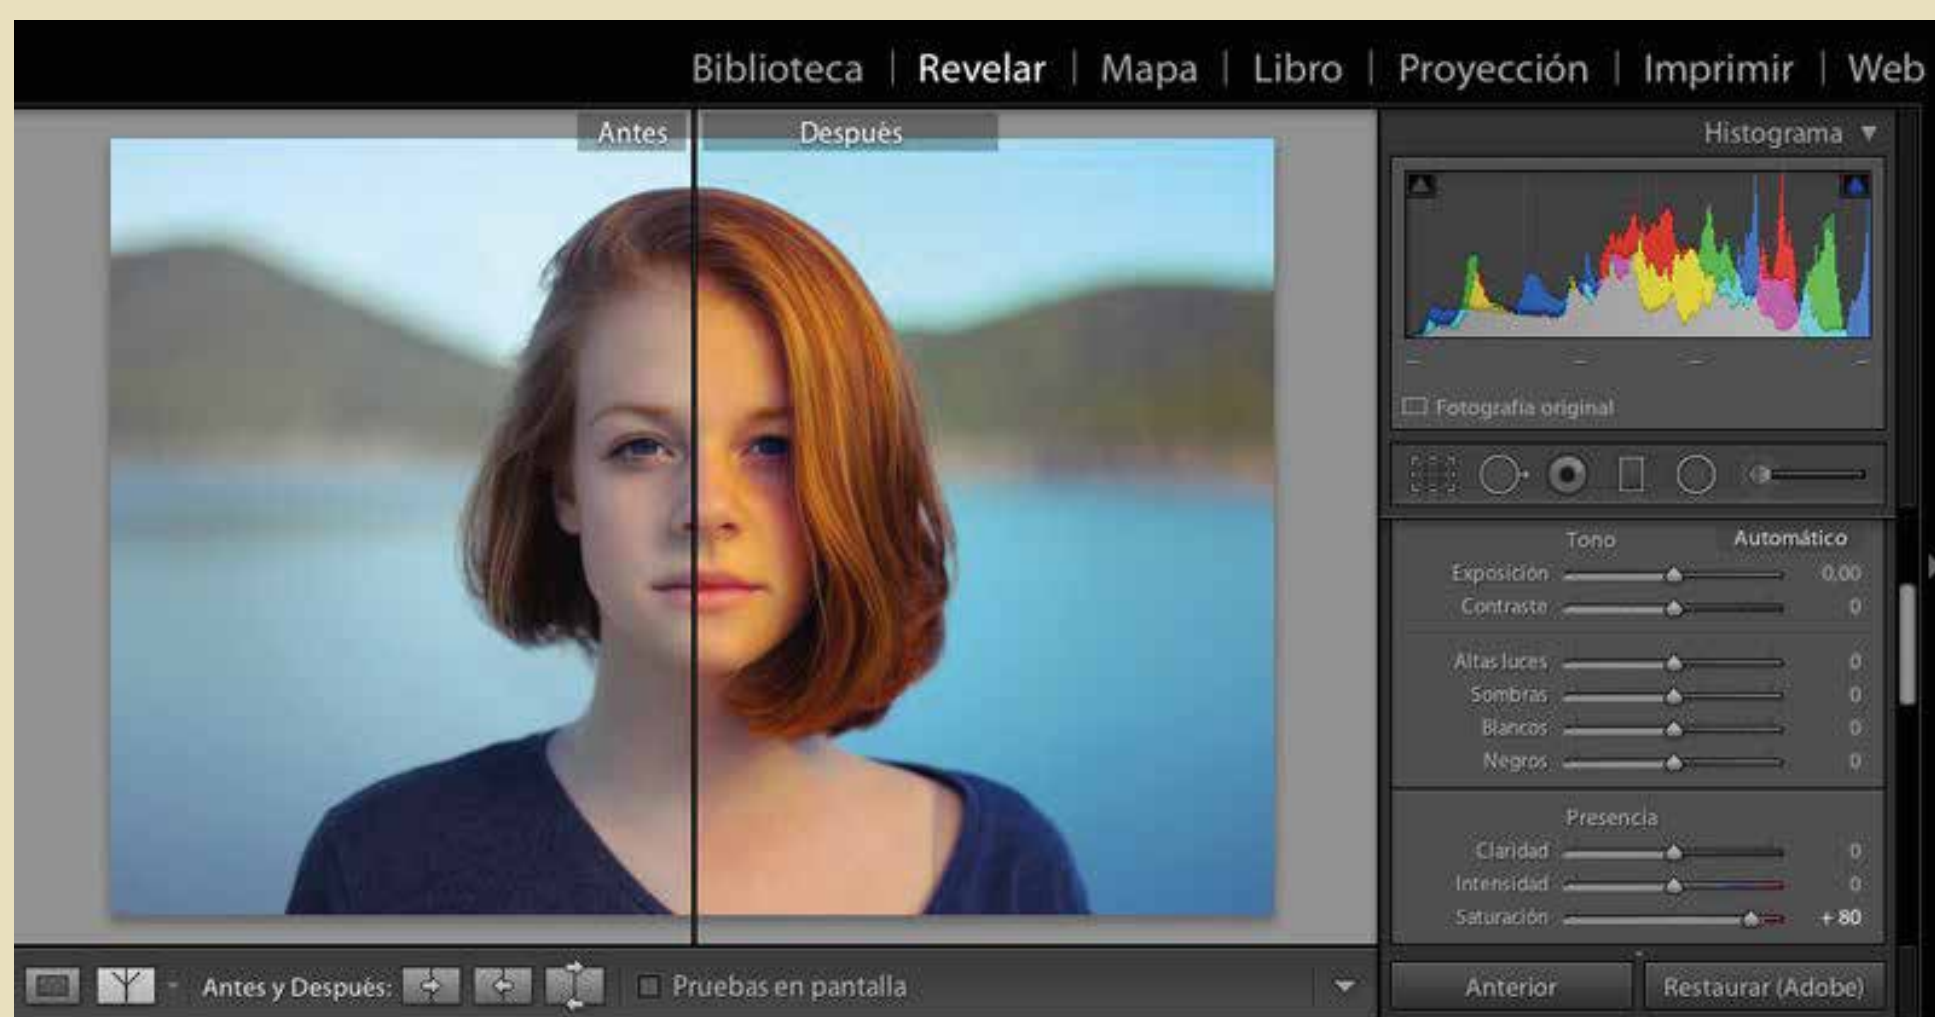 Biblioteca | Revelar | Mapa | Libro | Proyección | Imprimir | Web
Antes
Después
Histograma
Fotografía original
Tono Automático
Exposición 0,00
Contraste 0
Altas luces 0
Sombras 0
Blancos 0
Negros 0
Presencia
Claridad 0
Intensidad 0
Saturación + 80
Antes y Después:
Pruebas en pantalla
Anterior
Restaurar (Adobe)